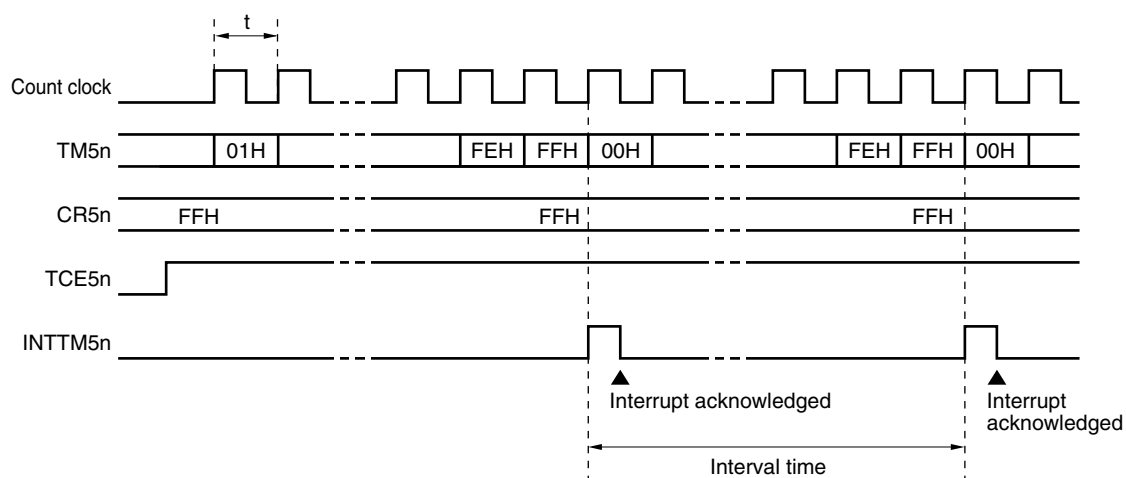 t
Count clock
TM5n 01H FEH FFH 00H FEH FFH 00H
CR5n FFH FFH FFH
TCE5n
INTTM5n
Interrupt acknowledged Interrupt
acknowledged
Interval time